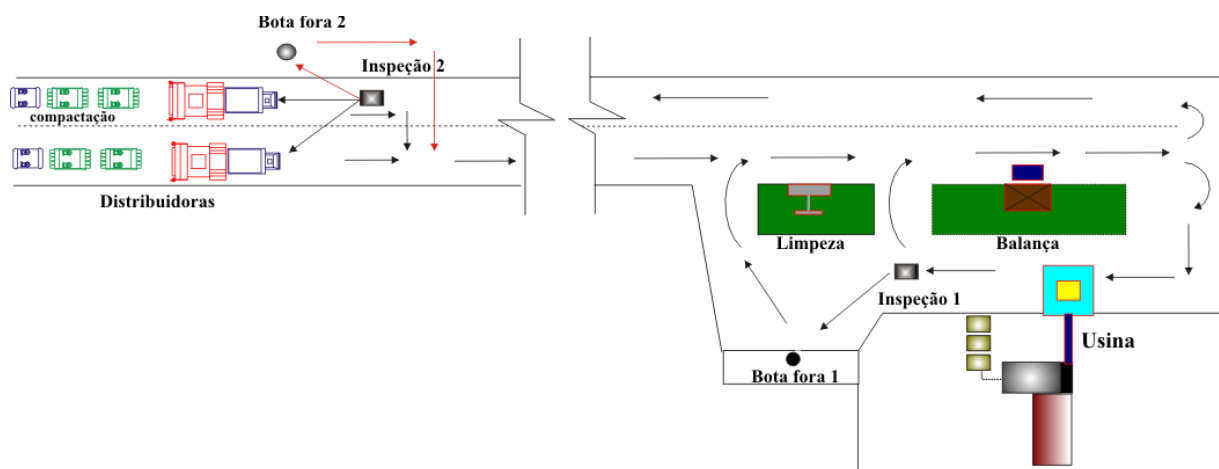 Bota fora 2
Inspeção 2
compactação
Distribuidoras
Limpeza
Balança
Inspeção 1
Usina
Bota fora 1